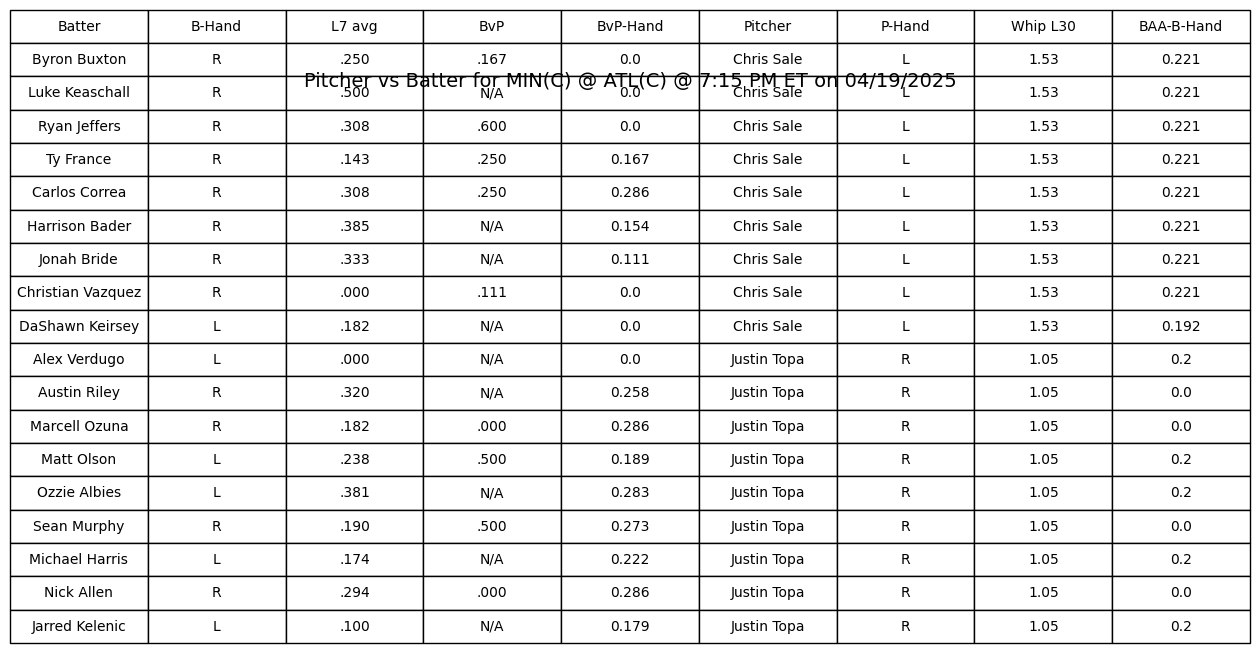 Batter B-Hand L7 avg BvP BvP-Hand Pitcher P-Hand Whip L30 BAA-B-Hand
Byron Buxton R .250 .167 0.0 Chris Sale L 1.53 0.221
Pitcher vs Batter for MIN(C) @ ATL(C) @ 7:15 PM ET on 04/19/2025
Luke Keaschall R .500 N/A 0.0 Chris Sale L 1.53 0.221
Ryan Jeffers R .308 .600 0.0 Chris Sale L 1.53 0.221
Ty France R .143 .250 0.167 Chris Sale L 1.53 0.221
Carlos Correa R .308 .250 0.286 Chris Sale L 1.53 0.221
Harrison Bader R .385 N/A 0.154 Chris Sale L 1.53 0.221
Jonah Bride R .333 N/A 0.111 Chris Sale L 1.53 0.221
Christian Vazquez R .000 .111 0.0 Chris Sale L 1.53 0.221
DaShawn Keirsey L .182 N/A 0.0 Chris Sale L 1.53 0.192
Alex Verdugo L .000 N/A 0.0 Justin Topa R 1.05 0.2
Austin Riley R .320 N/A 0.258 Justin Topa R 1.05 0.0
Marcell Ozuna R .182 .000 0.286 Justin Topa R 1.05 0.0
Matt Olson L .238 .500 0.189 Justin Topa R 1.05 0.2
Ozzie Albies L .381 N/A 0.283 Justin Topa R 1.05 0.2
Sean Murphy R .190 .500 0.273 Justin Topa R 1.05 0.0
Michael Harris L .174 N/A 0.222 Justin Topa R 1.05 0.2
Nick Allen R .294 .000 0.286 Justin Topa R 1.05 0.0
Jarred Kelenic L .100 N/A 0.179 Justin Topa R 1.05 0.2